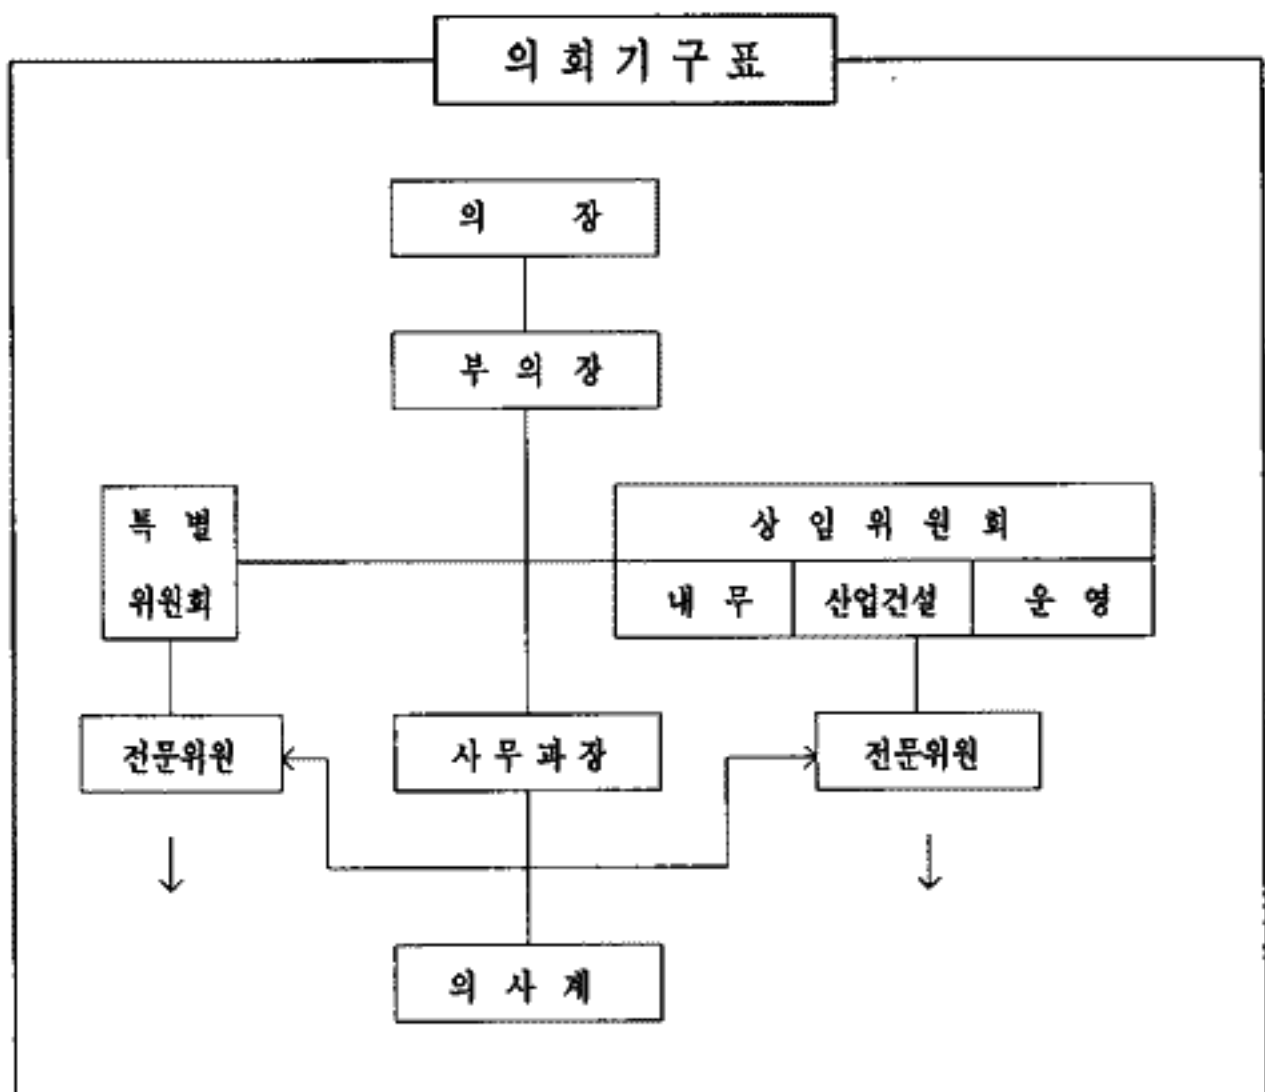 의 회 기 구 표
의 장
부 의 장
특 별
위원회
상 임 위 원 회
내 무
산업건설
운 영
전문위원
사 무 과 장
전문위원
의 사 계